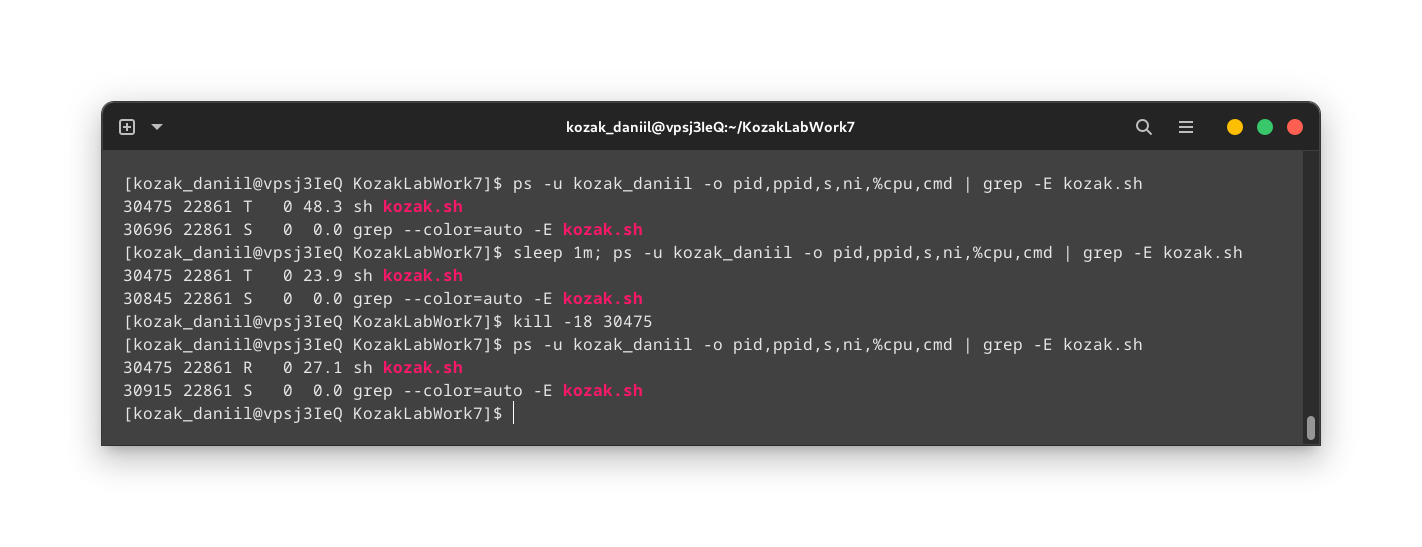 kozak_daniil@vpsj3IeQ:~/KozakLabWork7
[kozak_daniil@vpsj3IeQ KozakLabWork7]$ ps -u kozak_daniil -o pid,ppid,s,ni,%cpu,cmd | grep -E kozak.sh
30475 22861 T   0 48.3 sh kozak.sh
30696 22861 S   0  0.0 grep --color=auto -E kozak.sh
[kozak_daniil@vpsj3IeQ KozakLabWork7]$ sleep 1m; ps -u kozak_daniil -o pid,ppid,s,ni,%cpu,cmd | grep -E kozak.sh
30475 22861 T   0 23.9 sh kozak.sh
30845 22861 S   0  0.0 grep --color=auto -E kozak.sh
[kozak_daniil@vpsj3IeQ KozakLabWork7]$ kill -18 30475
[kozak_daniil@vpsj3IeQ KozakLabWork7]$ ps -u kozak_daniil -o pid,ppid,s,ni,%cpu,cmd | grep -E kozak.sh
30475 22861 R   0 27.1 sh kozak.sh
30915 22861 S   0  0.0 grep --color=auto -E kozak.sh
[kozak_daniil@vpsj3IeQ KozakLabWork7]$